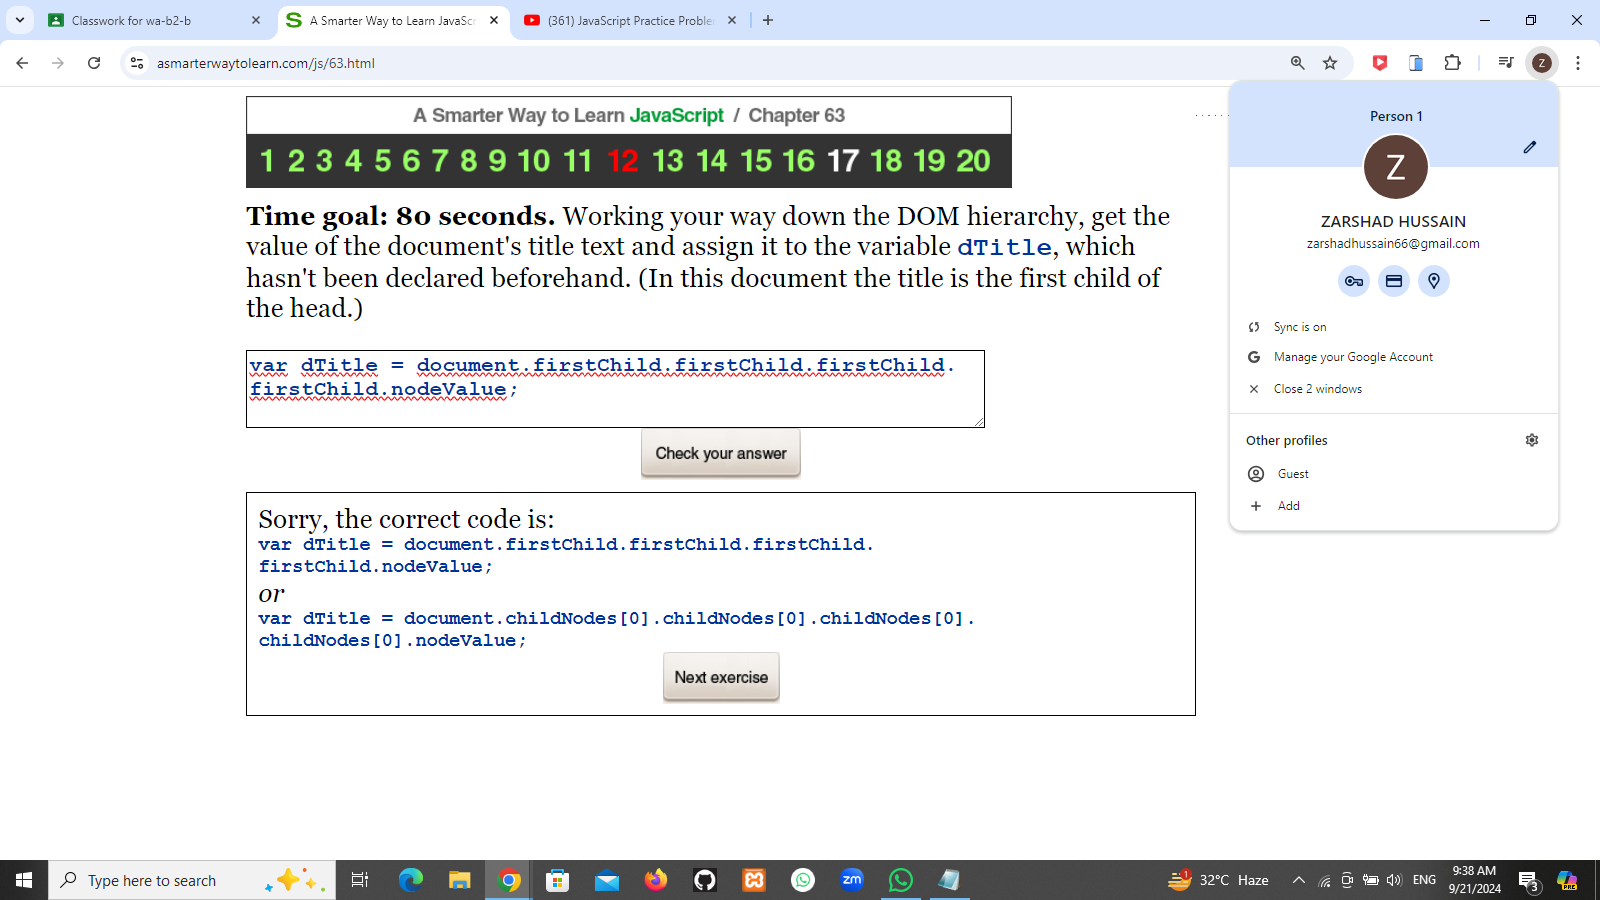 Classwork for wa-b2-b
A Smarter Way to Learn JavaScr
(361) JavaScript Practice Proble
asmarterwaytolearn.com/js/63.html
Z
A Smarter Way to Learn JavaScript / Chapter 63
1 2 3 4 5 6 7 8 9 10 11 12 13 14 15 16 17 18 19 20
Time goal: 80 seconds. Working your way down the DOM hierarchy, get the
value of the document's title text and assign it to the variable dTitle, which
hasn't been declared beforehand. (In this document the title is the first child of
the head.)
var dTitle = document.firstChild.firstChild.firstChild.
firstChild.nodeValue;
Check your answer
Sorry, the correct code is:
var dTitle = document.firstChild.firstChild.firstChild.
firstChild.nodeValue;
or
var dTitle = document.childNodes[0].childNodes[0].childNodes[0].
childNodes[0].nodeValue;
Next exercise
Person 1
Z
ZARSHAD HUSSAIN
zarshadhussain66@gmail.com
Sync is on
Manage your Google Account
Close 2 windows
Other profiles
Guest
Add
Type here to search
zm
1
32°C Haze
ENG
9:38 AM
9/21/2024
3
PRE